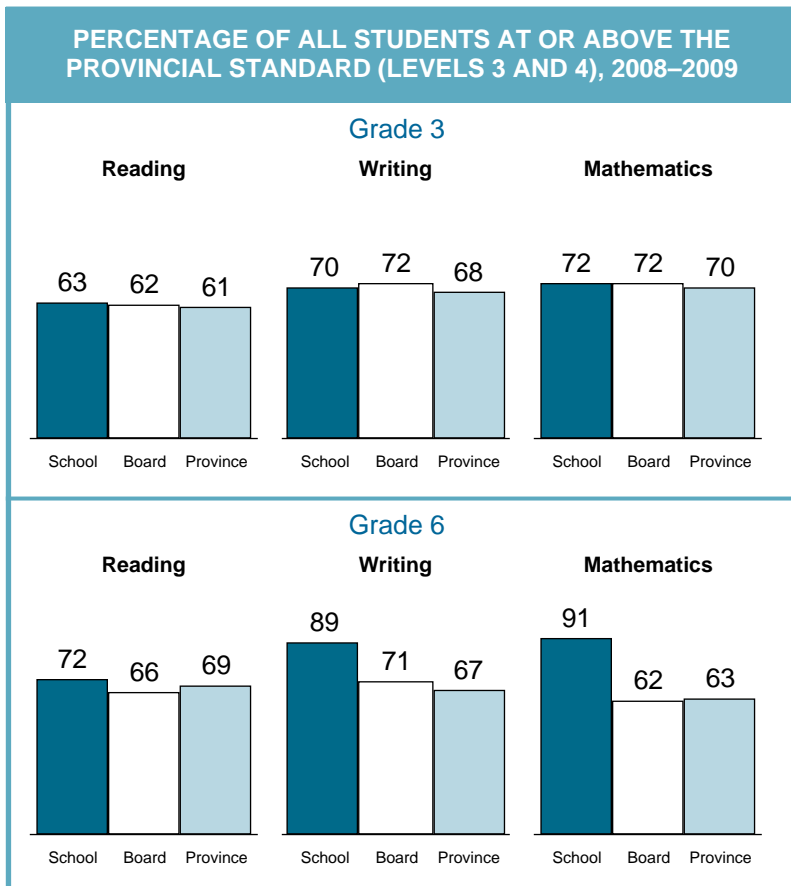 PERCENTAGE OF ALL STUDENTS AT OR ABOVE THE
PROVINCIAL STANDARD (LEVELS 3 AND 4), 2008–2009
Grade 3
Reading Writing Mathematics
63 62 61 70 72 68 72 72 70
School Board Province School Board Province School Board Province
Grade 6
Reading Writing Mathematics
72 66 69 89 71 67 91 62 63
School Board Province School Board Province School Board Province